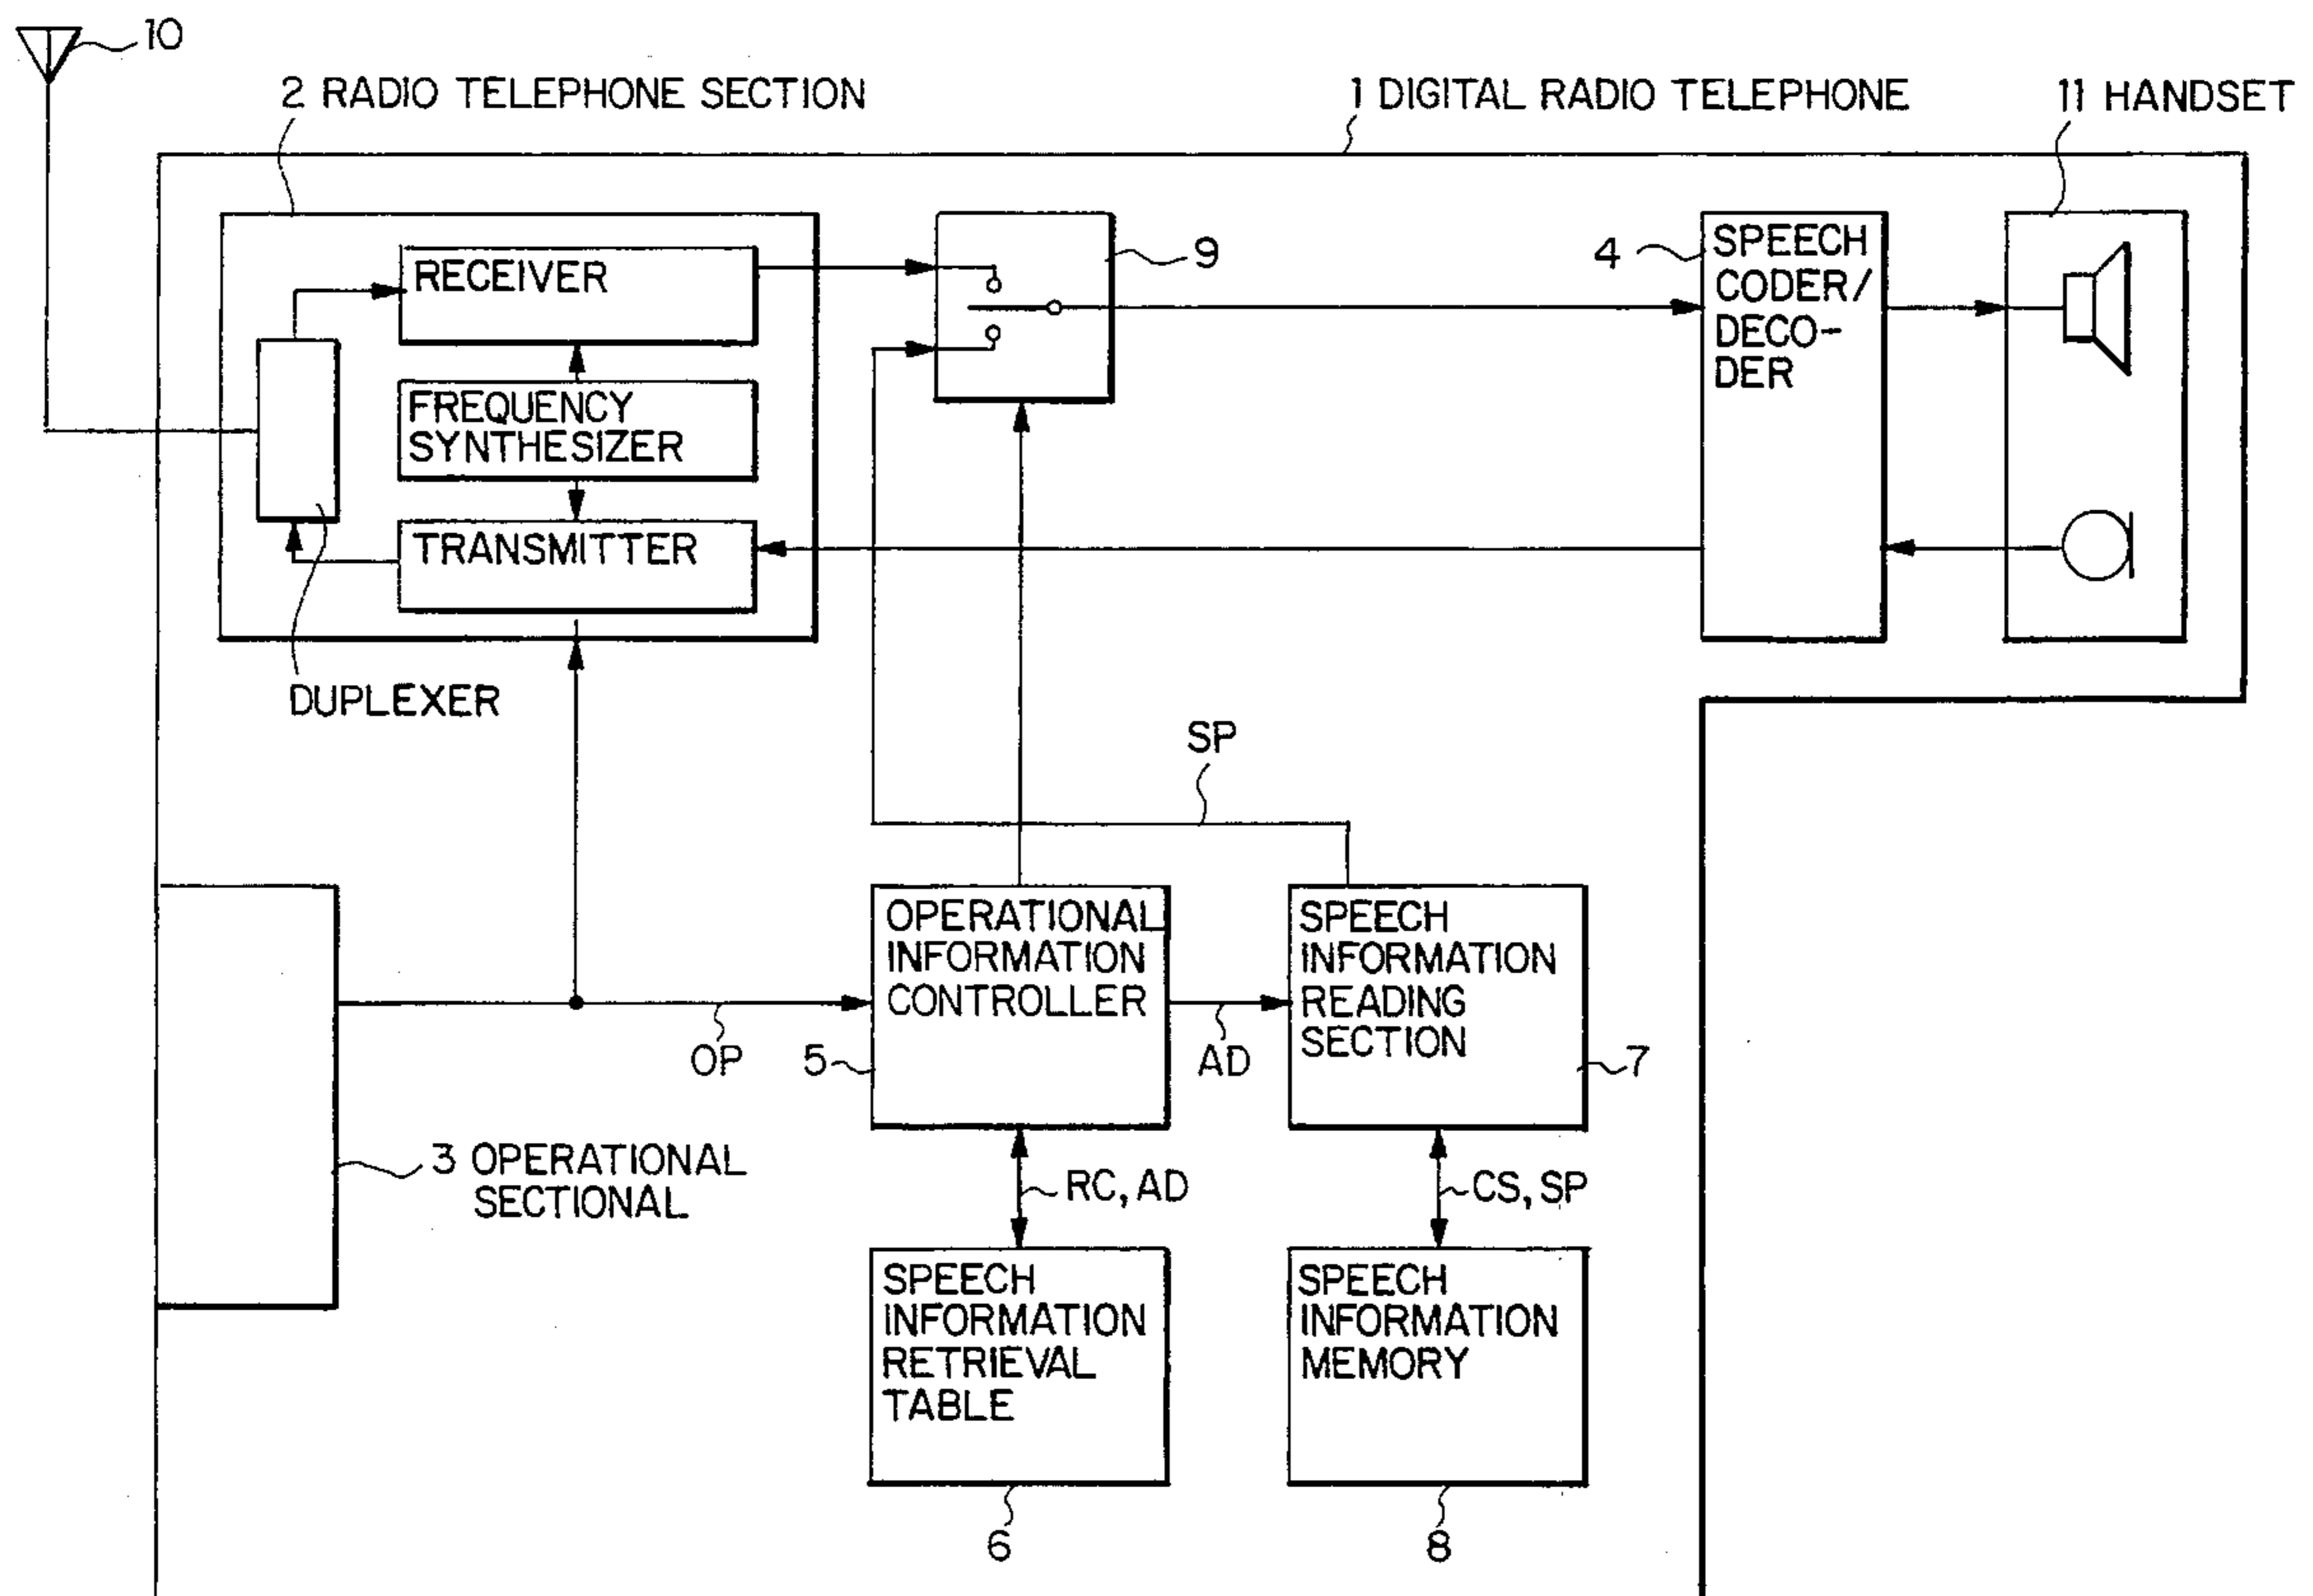 10
2 RADIO TELEPHONE SECTION
1 DIGITAL RADIO TELEPHONE
11 HANDSET
RECEIVER
FREQUENCY
SYNTHESIZER
TRANSMITTER
DUPLEXER
9
4
SPEECH
CODER/
DECO-
DER
SP
OPERATIONAL
INFORMATION
CONTROLLER
SPEECH
INFORMATION
READING
SECTION
OP
5
AD
7
3 OPERATIONAL
SECTIONAL
RC, AD
CS, SP
SPEECH
INFORMATION
RETRIEVAL
TABLE
SPEECH
INFORMATION
MEMORY
6
8